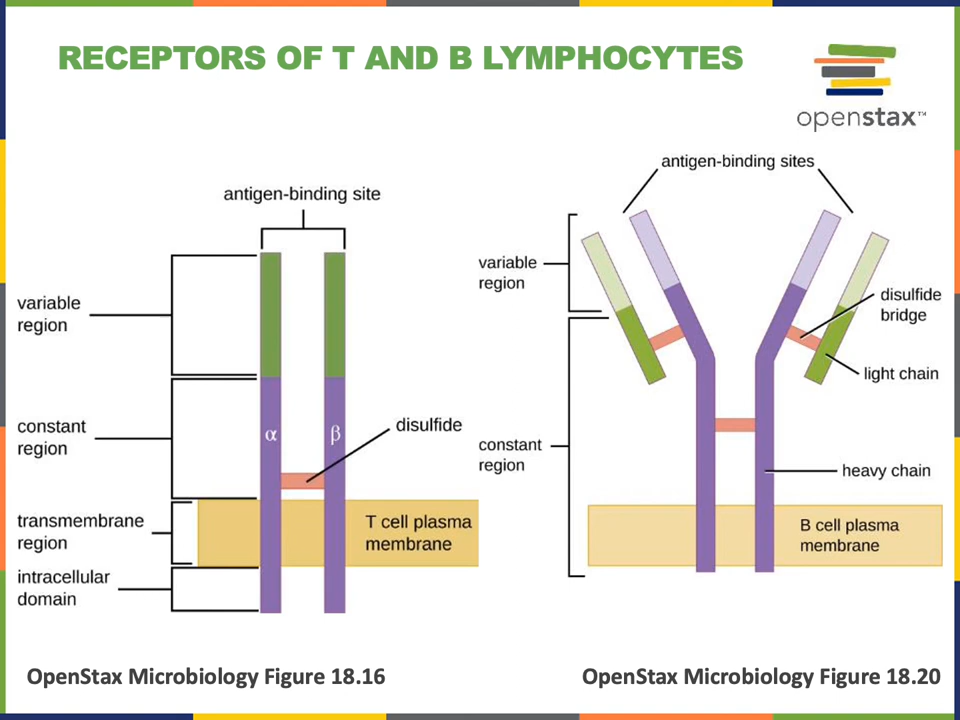 RECEPTORS OF T AND B LYMPHOCYTES
openstax™
antigen-binding site
variable
region
constant
region
α
β
disulfide
transmembrane
region
T cell plasma
membrane
intracellular
domain
OpenStax Microbiology Figure 18.16
antigen-binding sites
variable
region
disulfide
bridge
light chain
constant
region
heavy chain
B cell plasma
membrane
OpenStax Microbiology Figure 18.20